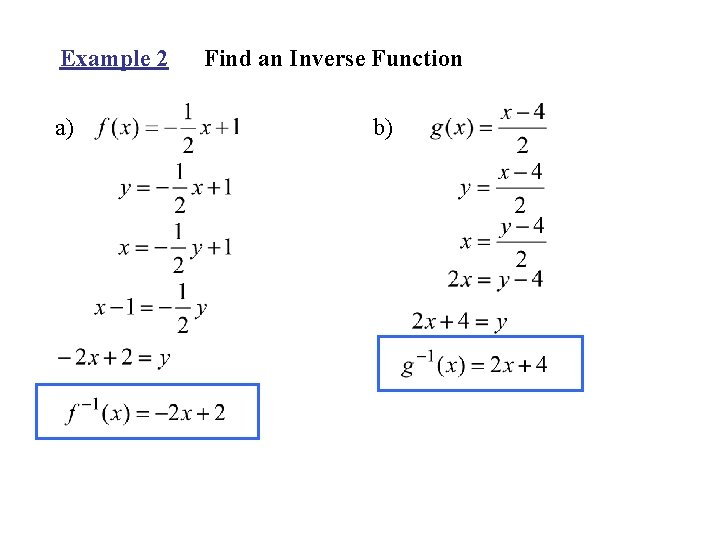 Example 2 Find an Inverse Function
a) f(x) = -1/2 x + 1
y = -1/2 x + 1
x = -1/2 y + 1
x - 1 = -1/2 y
-2x + 2 = y
f⁻¹(x) = -2x + 2
b) g(x) = (x - 4)/2
y = (x - 4)/2
x = (y - 4)/2
2x = y - 4
2x + 4 = y
g⁻¹(x) = 2x + 4